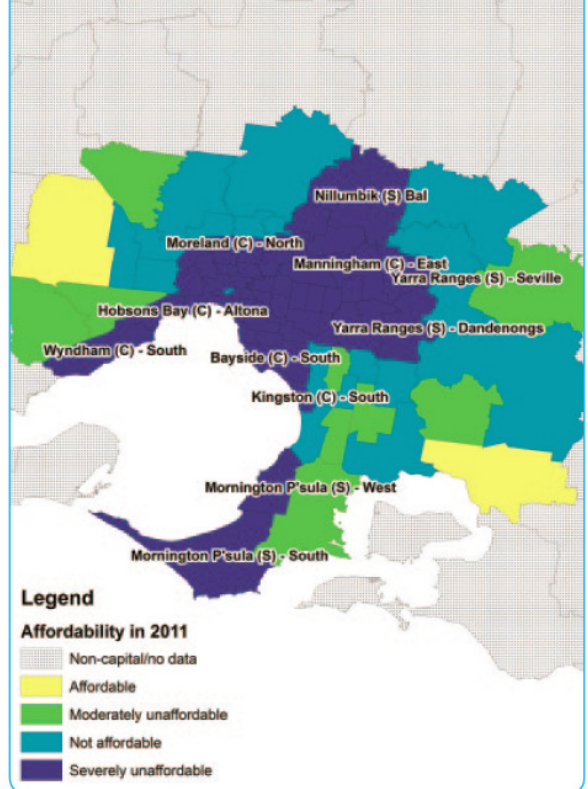 Nillumbik (S) Bal
Moreland (C) - North
Manningham (C) - East
Yarra Ranges (S) - Seville
Hobsons Bay (C) - Altona
Yarra Ranges (S) - Dandenongs
Wyndham (C) - South
Bayside (C) - South
Kingston (C) - South
Mornington P'sula (S) - West
Mornington P'sula (S) - South
Legend
Affordability in 2011
Non-capital/no data
Affordable
Moderately unaffordable
Not affordable
Severely unaffordable